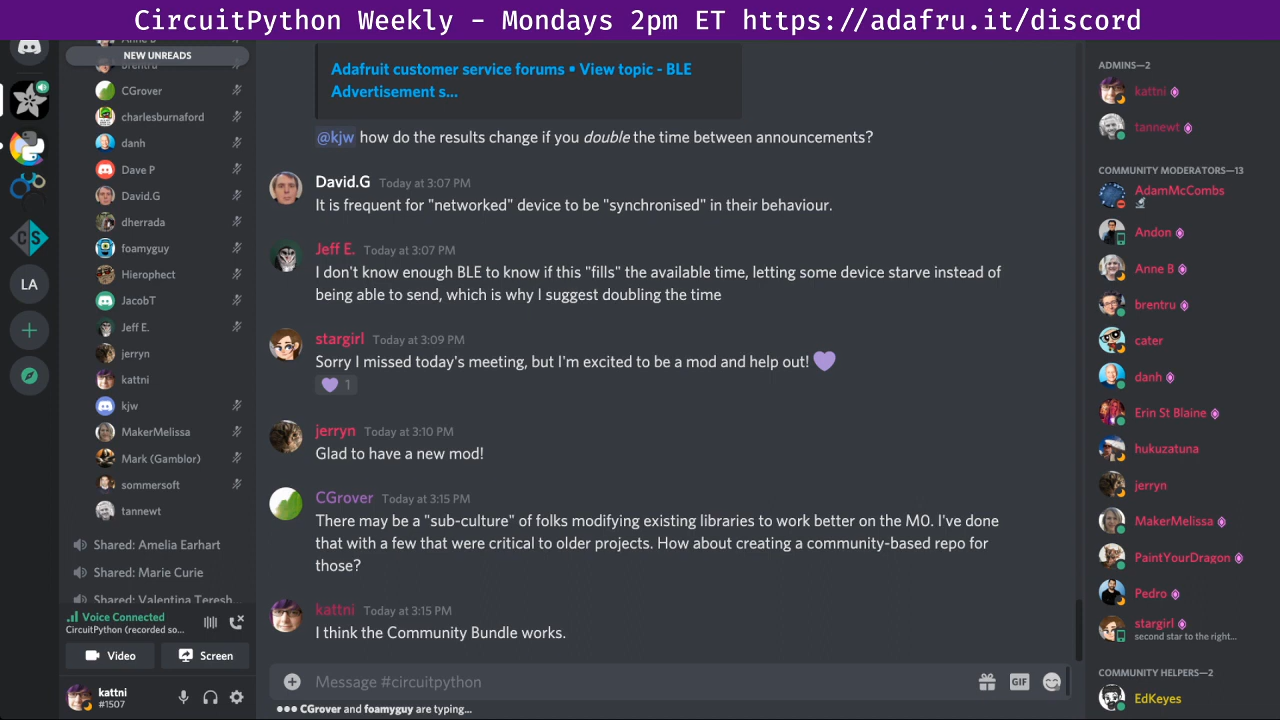 CircuitPython Weekly - Mondays 2pm ET https://adafru.it/discord
NEW UNREADS
brentru
CGrover
charlesburnaford
danh
Dave P
David.G
dherrada
foamyguy
Hierophect
JacobT
Jeff E.
jerryn
kattni
kjw
MakerMelissa
Mark (Gamblor)
sommersoft
tannewt
Shared: Amelia Earhart
Shared: Marie Curie
Shared: Valentina Teresh...
Voice Connected
CircuitPython (recorded so...
Video
Screen
kattni
#1507
LA
Adafruit customer service forums • View topic - BLE
Advertisement s...
@kjw how do the results change if you double the time between announcements?
David.G Today at 3:07 PM
It is frequent for "networked" device to be "synchronised" in their behaviour.
Jeff E. Today at 3:07 PM
I don't know enough BLE to know if this "fills" the available time, letting some device starve instead of
being able to send, which is why I suggest doubling the time
stargirl Today at 3:09 PM
Sorry I missed today's meeting, but I'm excited to be a mod and help out!
1
jerryn Today at 3:10 PM
Glad to have a new mod!
CGrover Today at 3:15 PM
There may be a "sub-culture" of folks modifying existing libraries to work better on the M0. I've done
that with a few that were critical to older projects. How about creating a community-based repo for
those?
kattni Today at 3:15 PM
I think the Community Bundle works.
Message #circuitpython
GIF
CGrover and foamyguy are typing...
ADMINS—2
kattni
tannewt
COMMUNITY MODERATORS—13
AdamMcCombs
Andon
Anne B
brentru
cater
danh
Erin St Blaine
hukuzatuna
jerryn
MakerMelissa
PaintYourDragon
Pedro
stargirl
second star to the right...
COMMUNITY HELPERS—2
EdKeyes